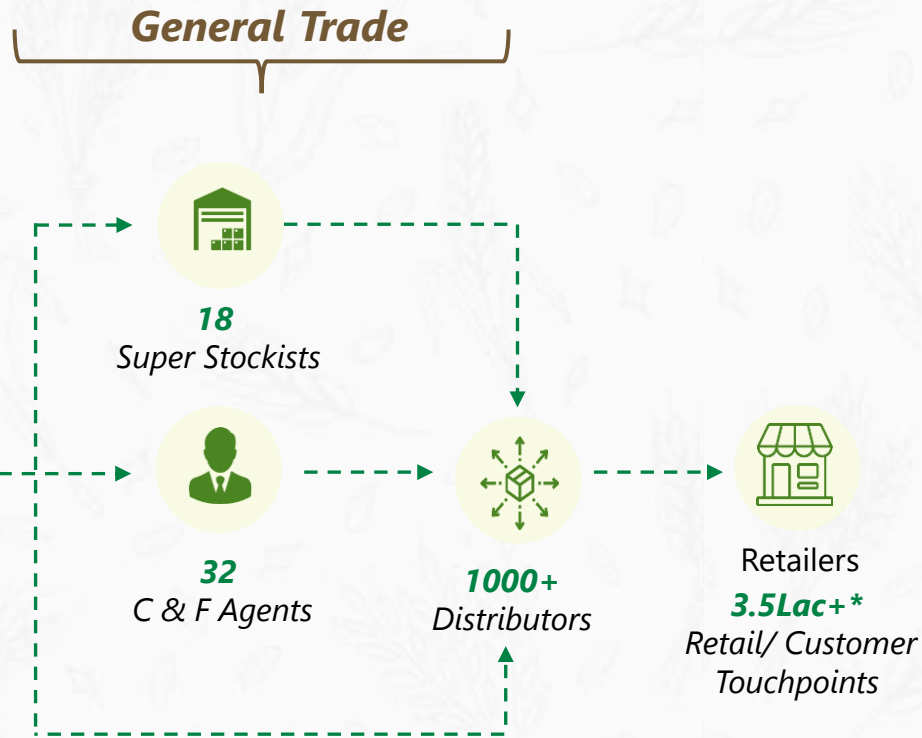 General Trade
18
Super Stockists
32
C & F Agents
1000+
Distributors
Retailers
3.5Lac+*
Retail/ Customer
Touchpoints